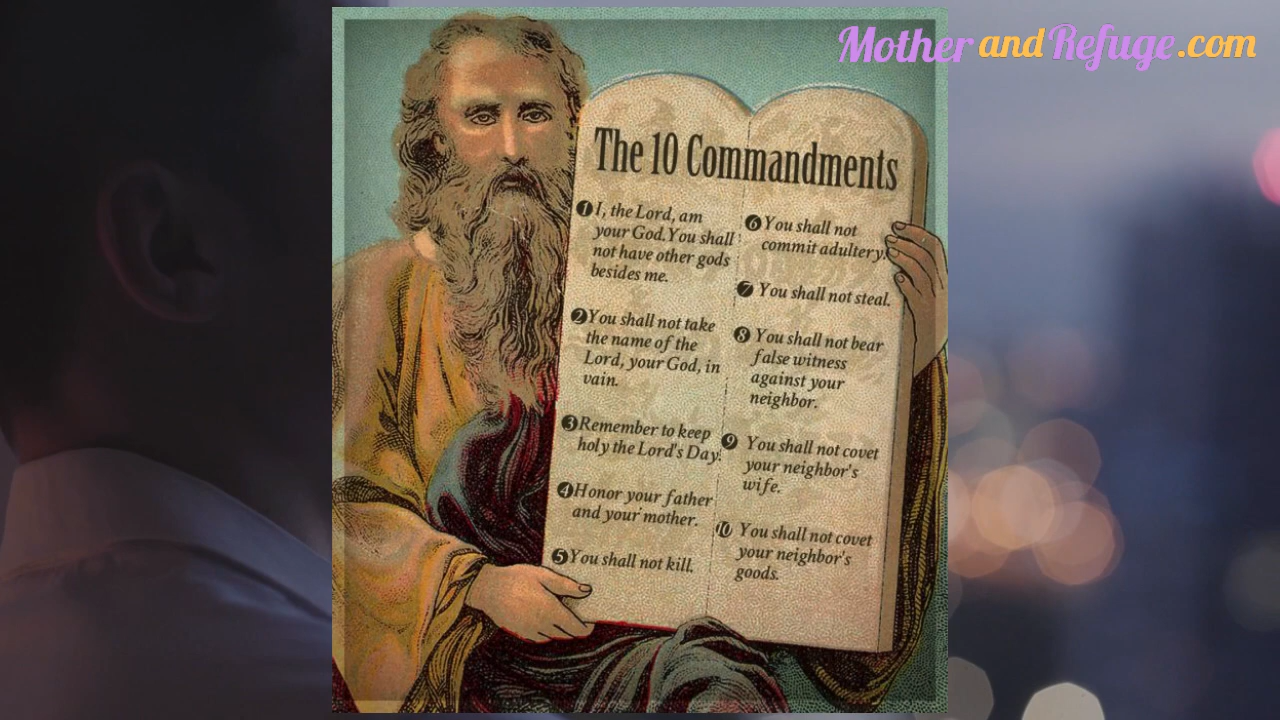 MotherandRefuge.com
The 10 Commandments
1 I, the Lord, am
your God. You shall
not have other gods
besides me.
2 You shall not take
the name of the
Lord, your God, in
vain.
3 Remember to keep
holy the Lord's Day.
4 Honor your father
and your mother.
5 You shall not kill.
6 You shall not
commit adultery.
7 You shall not steal.
8 You shall not bear
false witness
against your
neighbor.
9 You shall not covet
your neighbor's
wife.
10 You shall not covet
your neighbor's
goods.